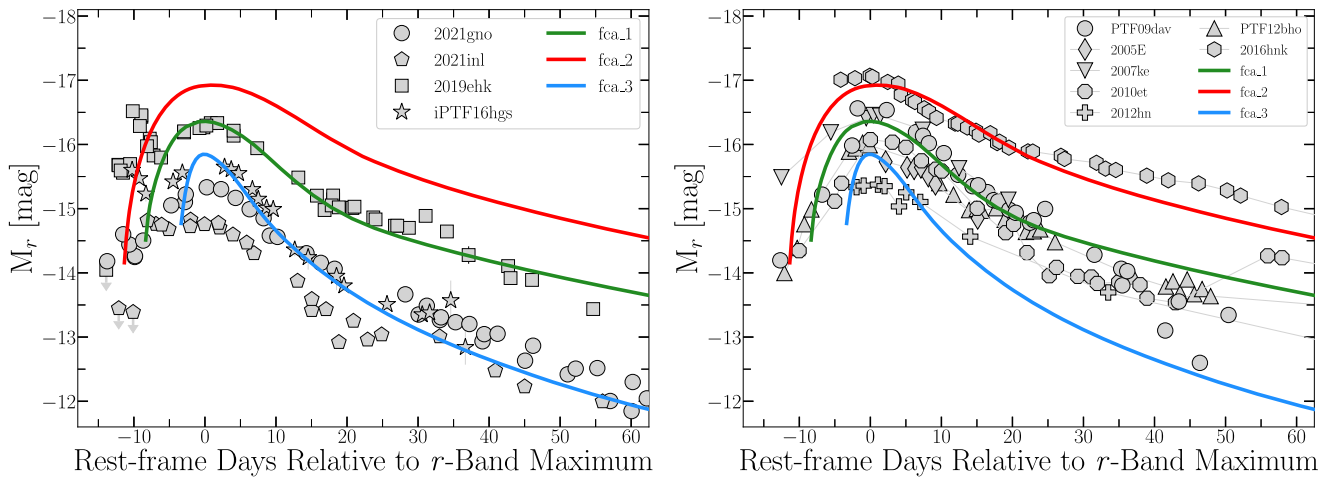 −18
−17
−16
−15
−14
−13
−12
M_r [mag]
2021gno
2021inl
2019ehk
iPTF16hgs
fca_1
fca_2
fca_3
−10 0 10 20 30 40 50 60
Rest-frame Days Relative to r-Band Maximum
−18
−17
−16
−15
−14
−13
−12
M_r [mag]
PTF09dav
2005E
2007ke
2010et
2012hn
PTF12bho
2016hnk
fca_1
fca_2
fca_3
−10 0 10 20 30 40 50 60
Rest-frame Days Relative to r-Band Maximum